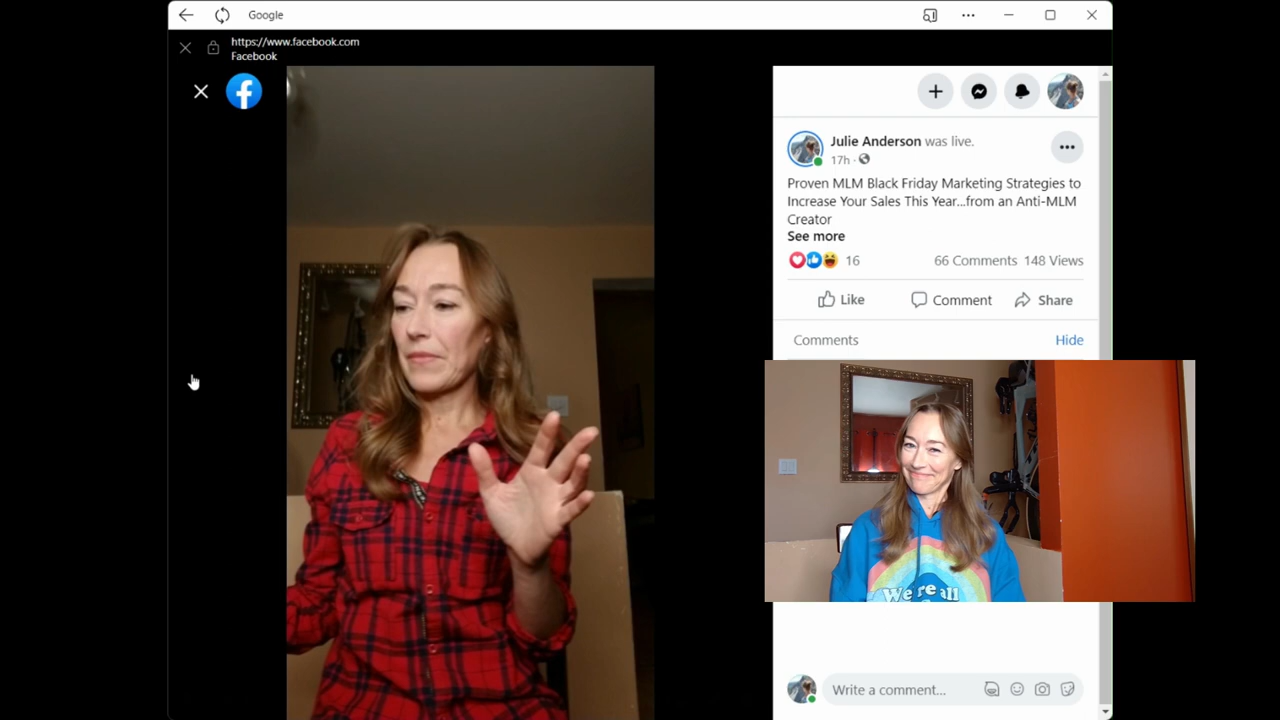 Google
https://www.facebook.com
Facebook
Julie Anderson was live.
17h ·
Proven MLM Black Friday Marketing Strategies to
Increase Your Sales This Year...from an Anti-MLM
Creator
See more
16 66 Comments 148 Views
Like Comment Share
Comments Hide
We're all
Write a comment...